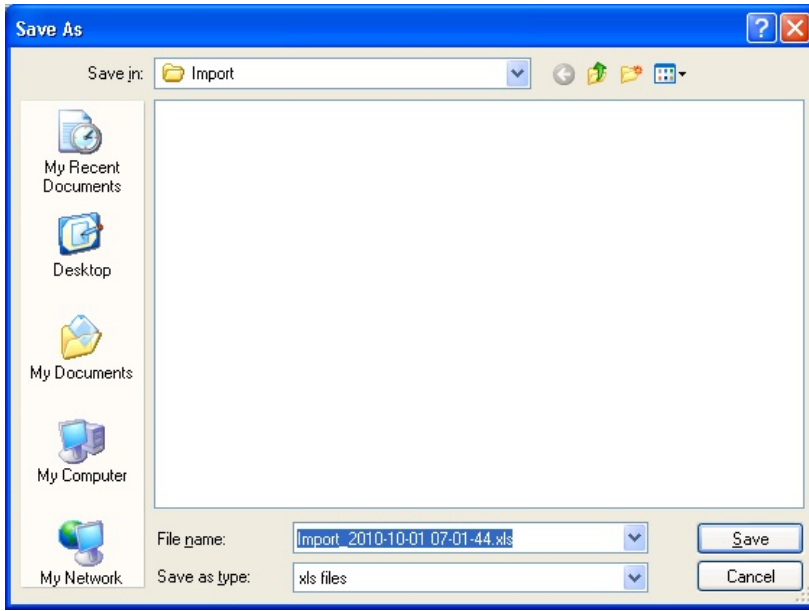 Save As
Save in:
Import
My Recent
Documents
Desktop
My Documents
My Computer
My Network
File name:
Import_2010-10-01 07-01-44.xls
Save
Save as type:
xls files
Cancel